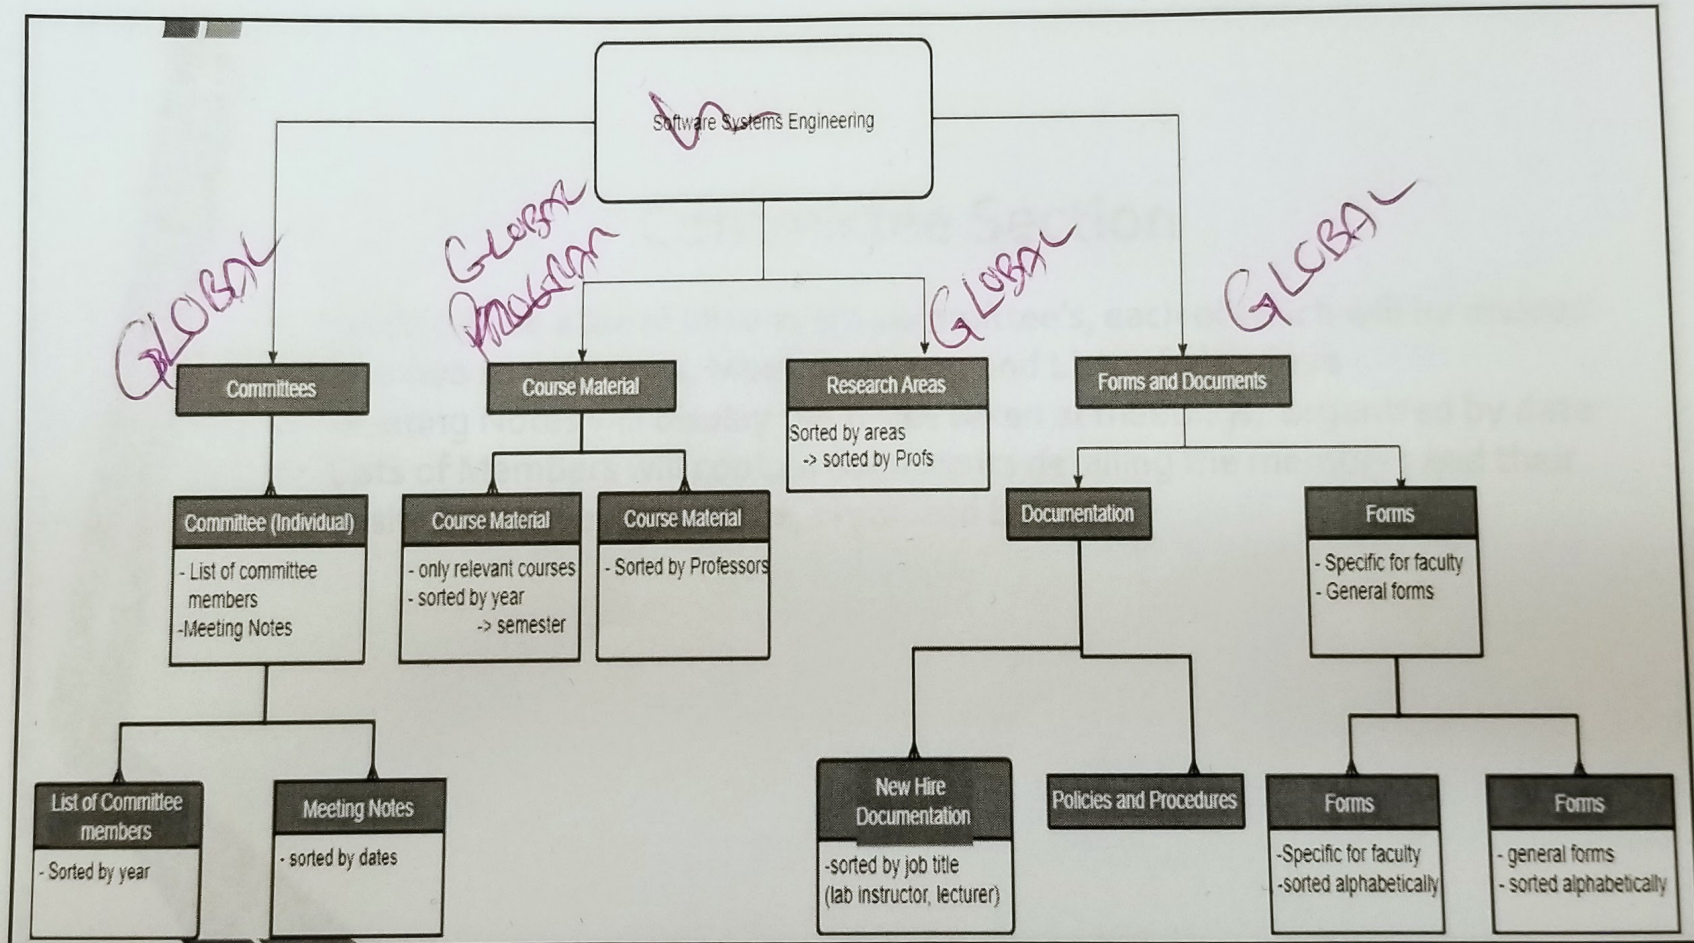 Software Systems Engineering
GLOBAL
GLOBAL
PROGRAM
GLOBAL
GLOBAL
Committees
Course Material
Research Areas
Sorted by areas
-> sorted by Profs
Forms and Documents
Committee (Individual)
- List of committee
members
-Meeting Notes
Course Material
- only relevant courses
- sorted by year
-> semester
Course Material
- Sorted by Professors
Documentation
Forms
- Specific for faculty
- General forms
List of Committee
members
- Sorted by year
Meeting Notes
- sorted by dates
New Hire
Documentation
-sorted by job title
(lab instructor, lecturer)
Policies and Procedures
Forms
-Specific for faculty
-sorted alphabetically
Forms
- general forms
- sorted alphabetically